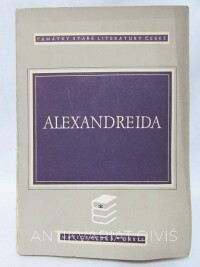 PAMÁTKY STARÉ LITERATURY ČESKÉ
ALEXANDREIDA
ANTIKVARIÁT DIVIŠ